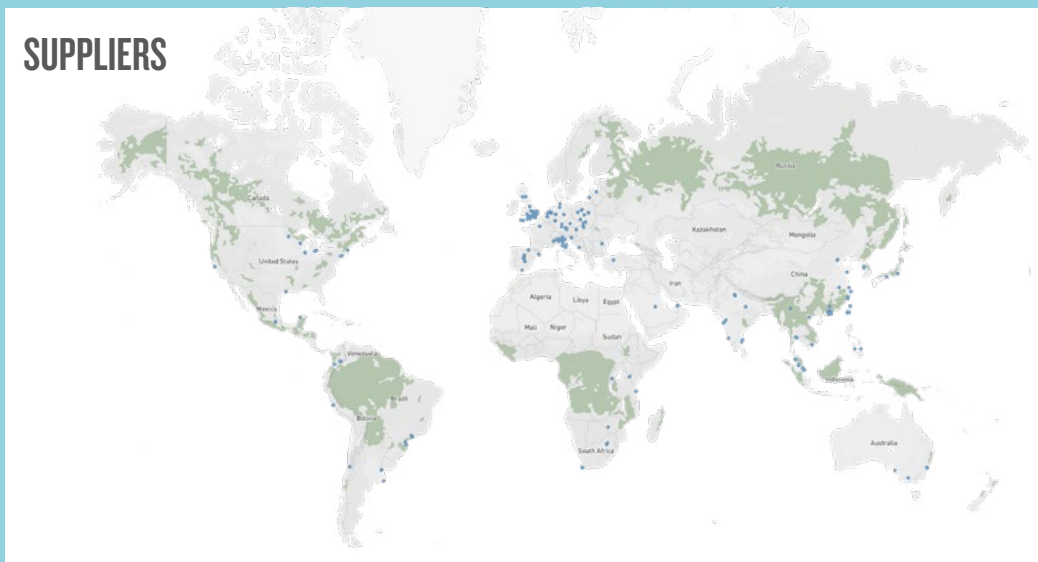 SUPPLIERS
Russia
Canada
Kazakhstan
Mongolia
United States
China
Iran
Algeria
Libya
Egypt
Mexico
Mali
Niger
Sudan
Venezuela
Indonesia
Brazil
Bolivia
Australia
South Africa